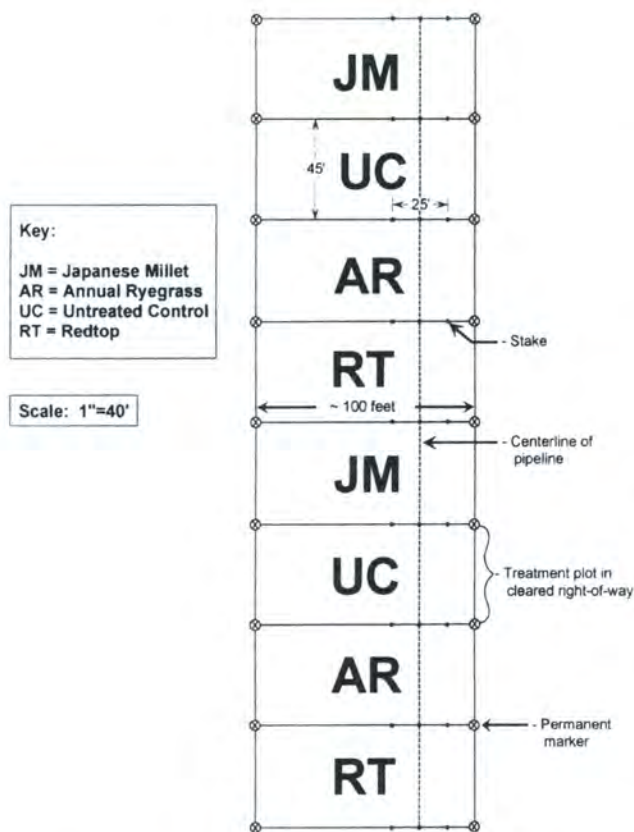 JM
45'
UC
25'
Key:
JM = Japanese Millet
AR = Annual Ryegrass
UC = Untreated Control
RT = Redtop
AR
- Stake
RT
Scale: 1"=40'
~ 100 feet
- Centerline of
pipeline
JM
UC
- Treatment plot in
cleared right-of-way
AR
- Permanent
marker
RT